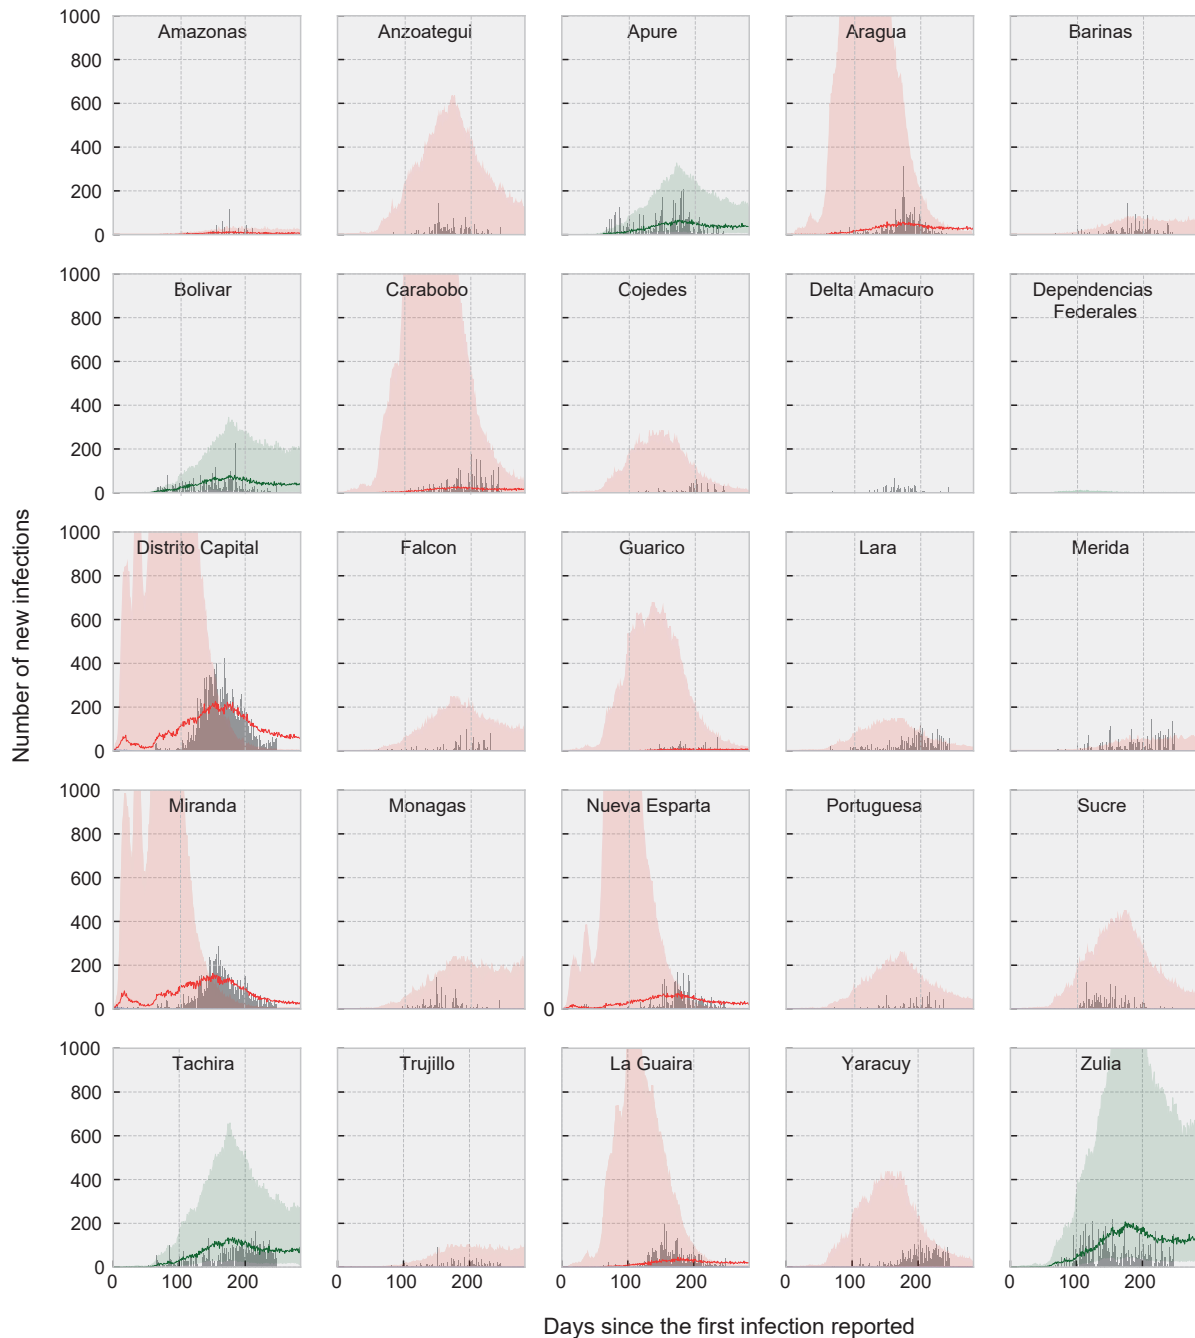 1000
800
600
400
200
0
Amazonas
Anzoategui
Apure
Aragua
Barinas
1000
800
600
400
200
0
Bolivar
Carabobo
Cojedes
Delta Amacuro
Dependencias
Federales
Number of new infections
1000
800
600
400
200
0
Distrito Capital
Falcon
Guarico
Lara
Merida
1000
800
600
400
200
0
Miranda
Monagas
Nueva Esparta
0
Portuguesa
Sucre
1000
800
600
400
200
0
Tachira
Trujillo
La Guaira
Yaracuy
Zulia
0 100 200
0 100 200
0 100 200
0 100 200
0 100 200
Days since the first infection reported